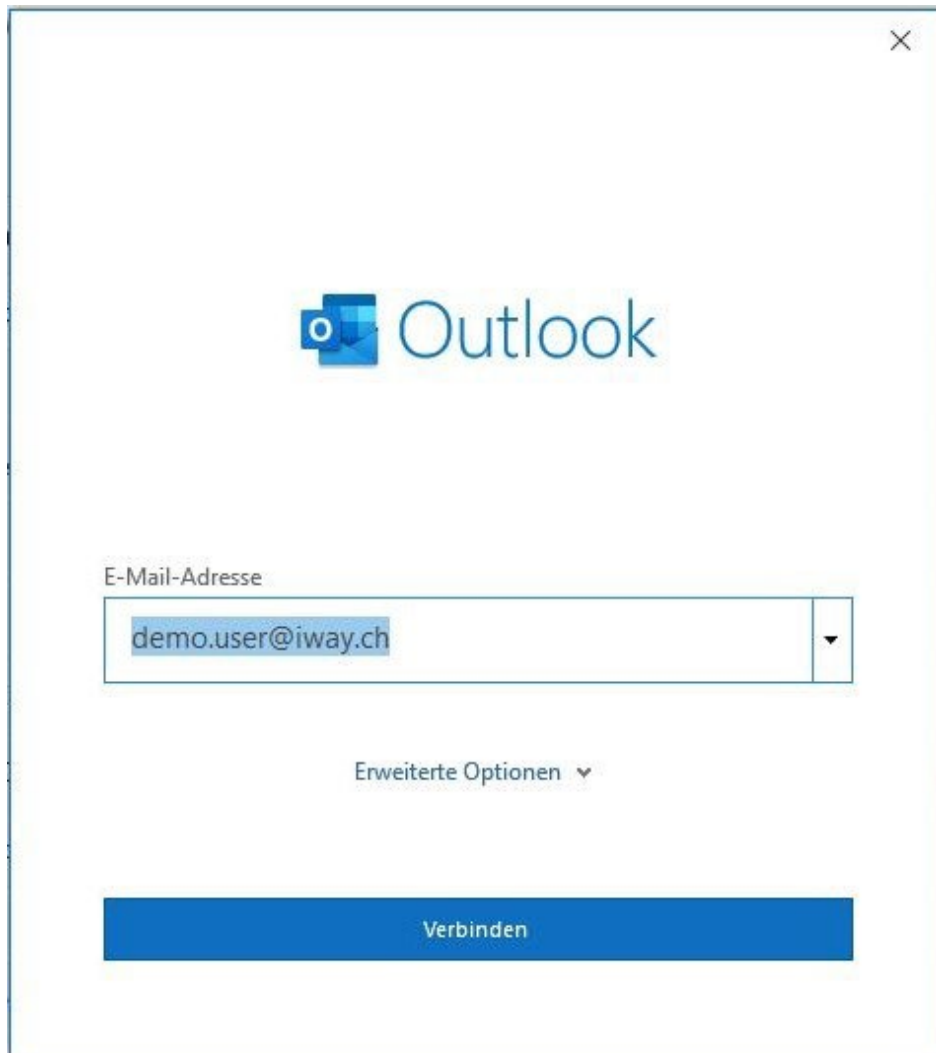 Outlook
E-Mail-Adresse
demo.user@iway.ch
Erweiterte Optionen
Verbinden